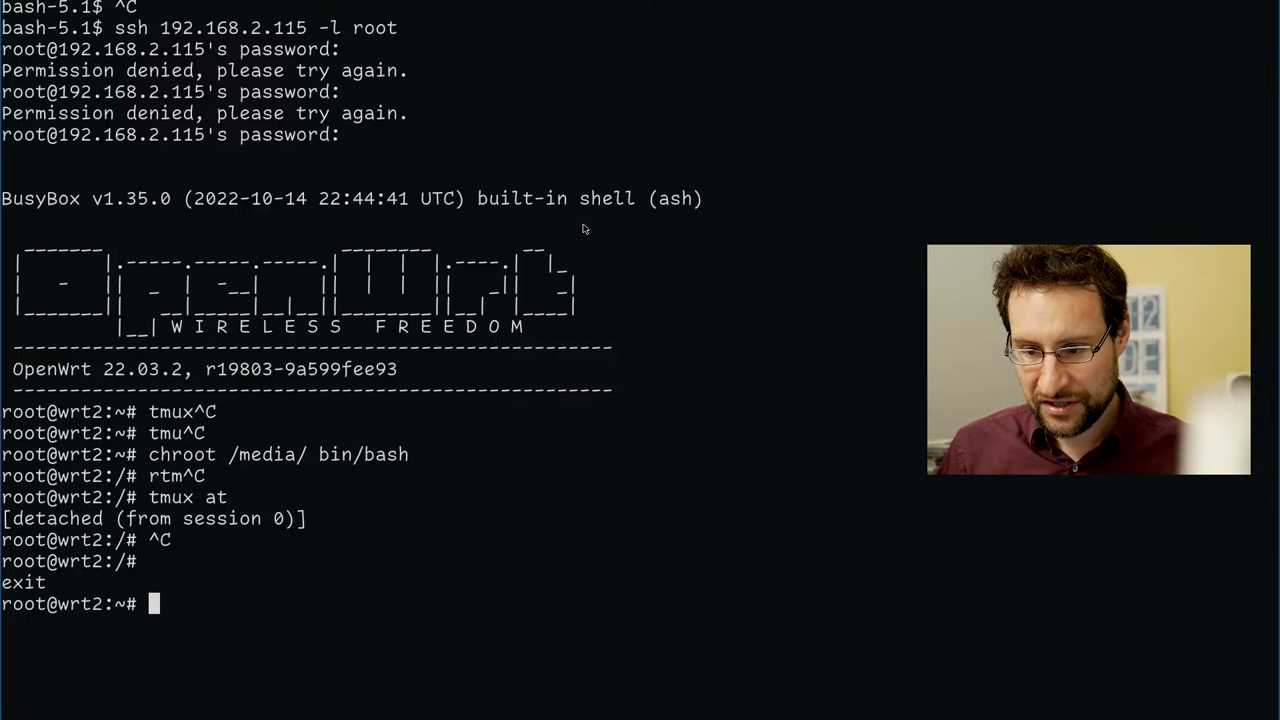 bash-5.1$ ^C
bash-5.1$ ssh 192.168.2.115 -l root
root@192.168.2.115's password:
Permission denied, please try again.
root@192.168.2.115's password:
Permission denied, please try again.
root@192.168.2.115's password:
BusyBox v1.35.0 (2022-10-14 22:44:41 UTC) built-in shell (ash)
OpenWrt
W I R E L E S S   F R E E D O M
-----------------------------------------------------
OpenWrt 22.03.2, r19803-9a599fee93
-----------------------------------------------------
root@wrt2:~# tmux^C
root@wrt2:~# tmu^C
root@wrt2:~# chroot /media/ bin/bash
root@wrt2:/# rtm^C
root@wrt2:/# tmux at
[detached (from session 0)]
root@wrt2:/# ^C
root@wrt2:/#
exit
root@wrt2:~#